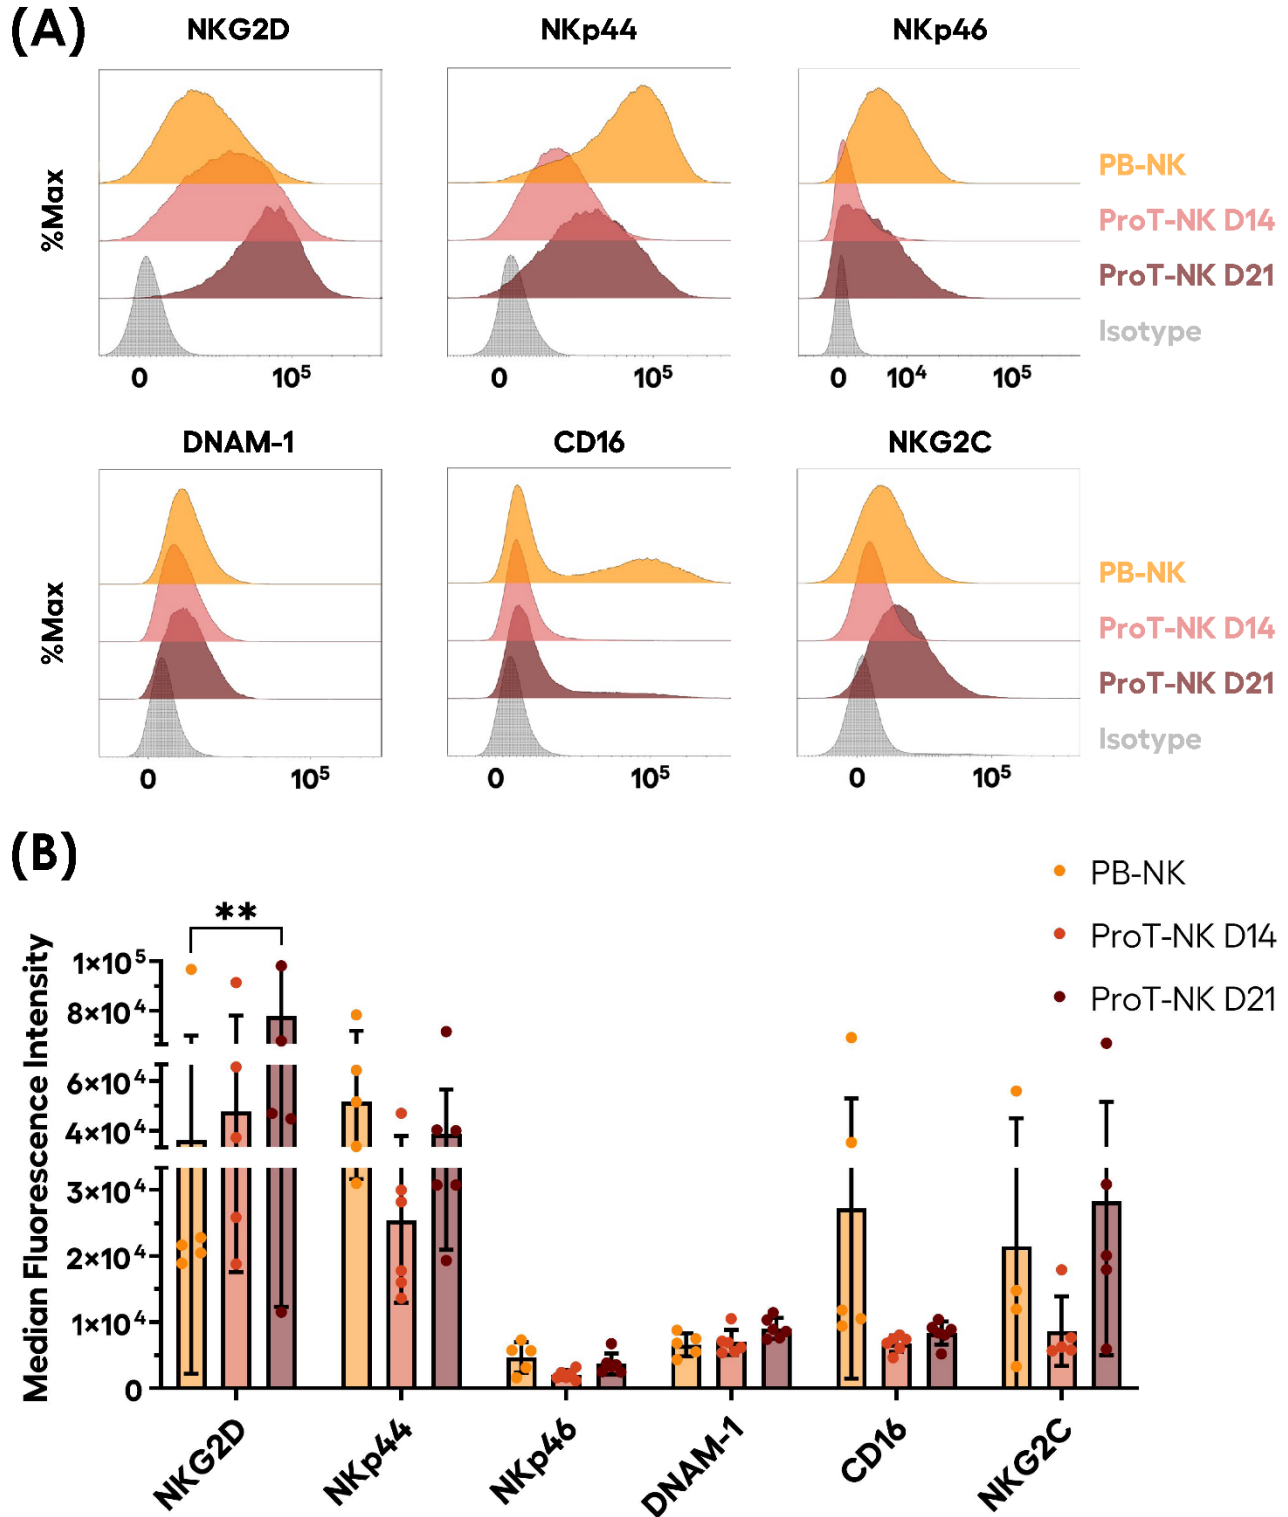 (A)
NKG2D NKp44 NKp46
%Max
PB-NK
ProT-NK D14
ProT-NK D21
Isotype
0 10⁵ 0 10⁵ 0 10⁴ 10⁵
DNAM-1 CD16 NKG2C
%Max
PB-NK
ProT-NK D14
ProT-NK D21
Isotype
0 10⁵ 0 10⁵ 0 10⁵
(B)
PB-NK
ProT-NK D14
ProT-NK D21
**
Median Fluorescence Intensity
1×10⁵
8×10⁴
6×10⁴
4×10⁴
3×10⁴
2×10⁴
1×10⁴
0
NKG2D NKp44 NKp46 DNAM-1 CD16 NKG2C